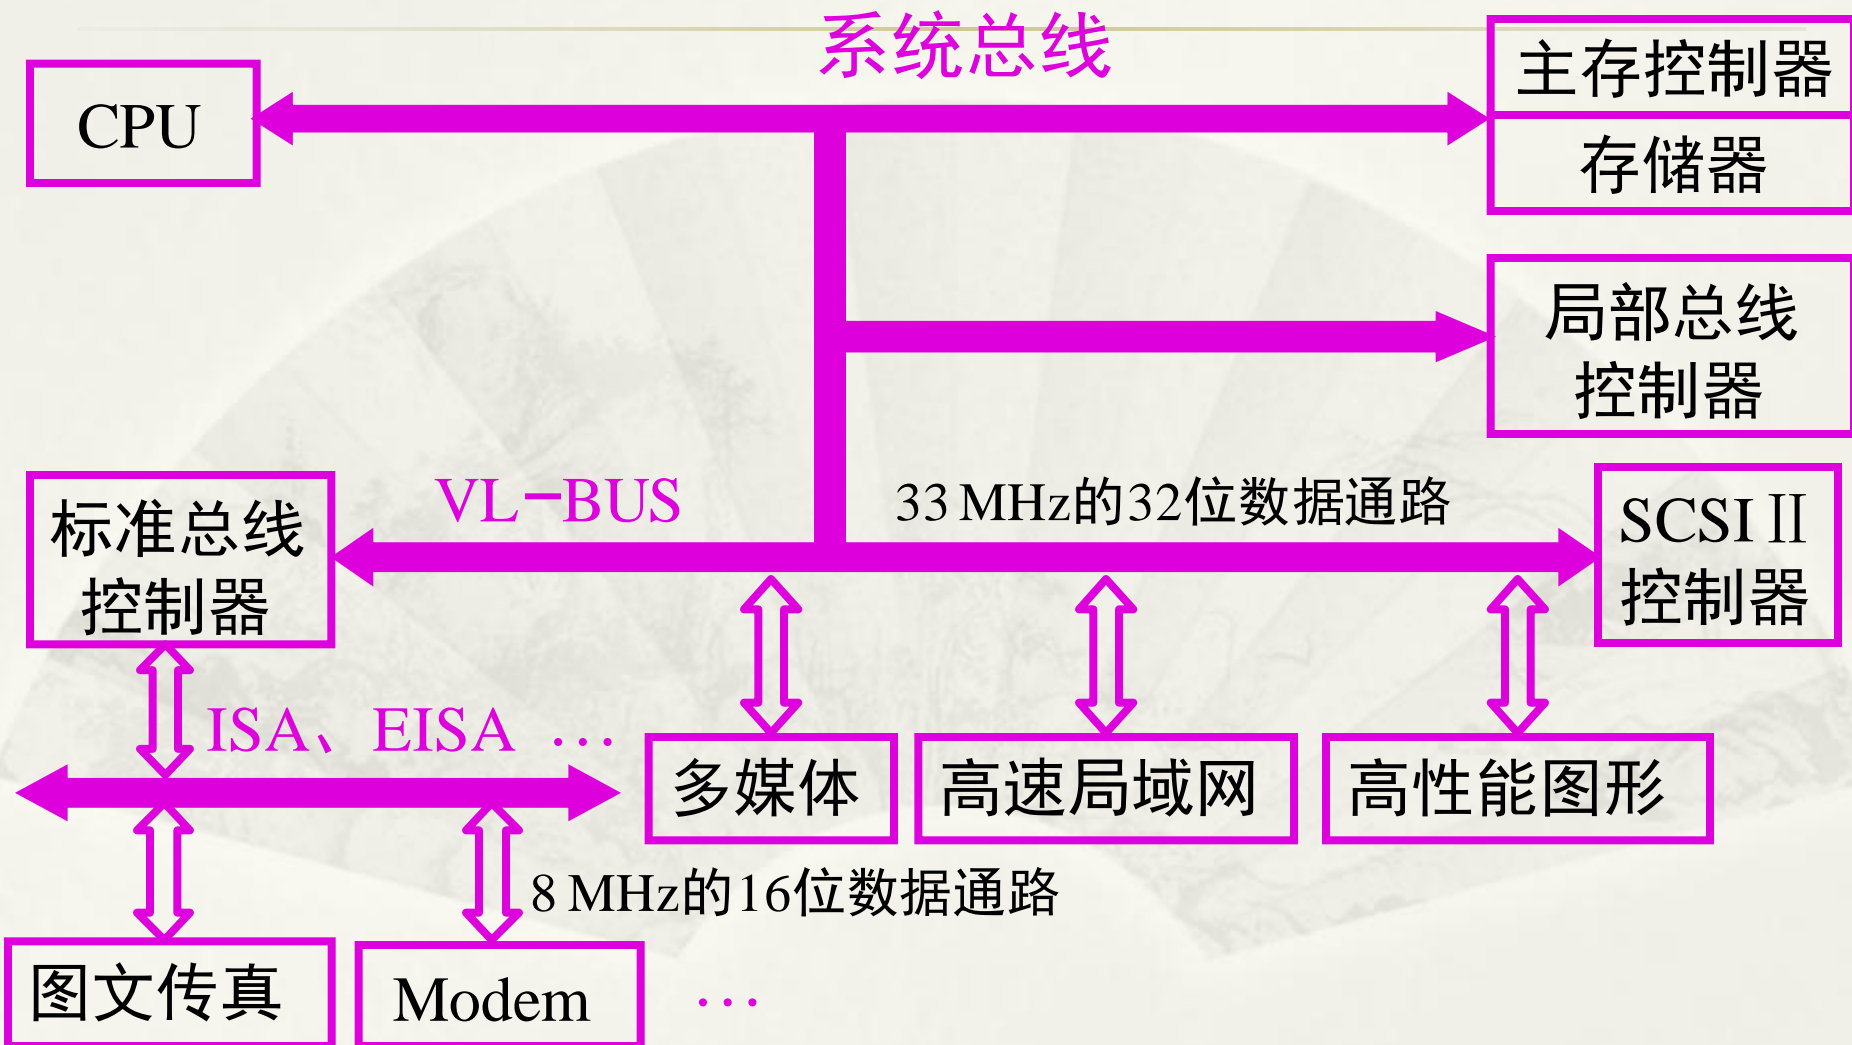 系统总线
CPU
主存控制器
存储器
局部总线
控制器
标准总线
控制器
VL-BUS
33 MHz的32位数据通路
SCSIⅡ
控制器
ISA、EISA …
多媒体
高速局域网
高性能图形
8 MHz的16位数据通路
图文传真
Modem
…